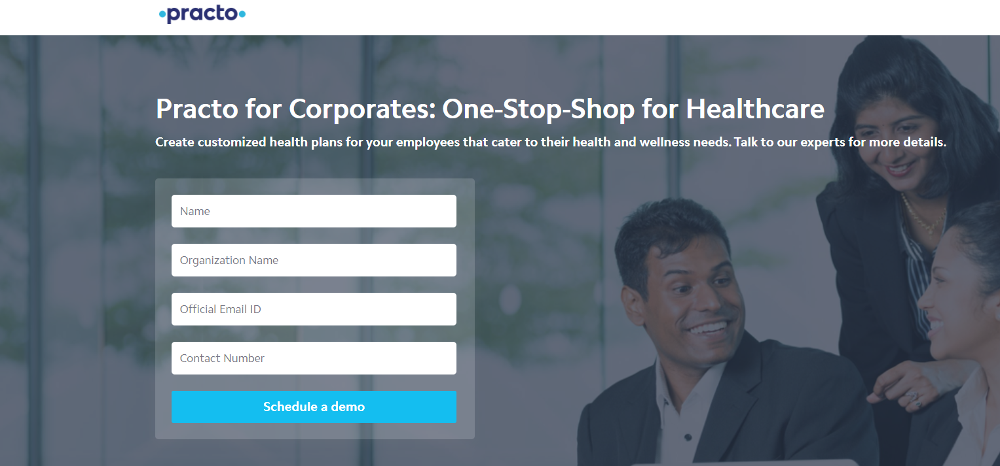 practo
Practo for Corporates: One-Stop-Shop for Healthcare
Create customized health plans for your employees that cater to their health and wellness needs. Talk to our experts for more details.
Name
Organization Name
Official Email ID
Contact Number
Schedule a demo